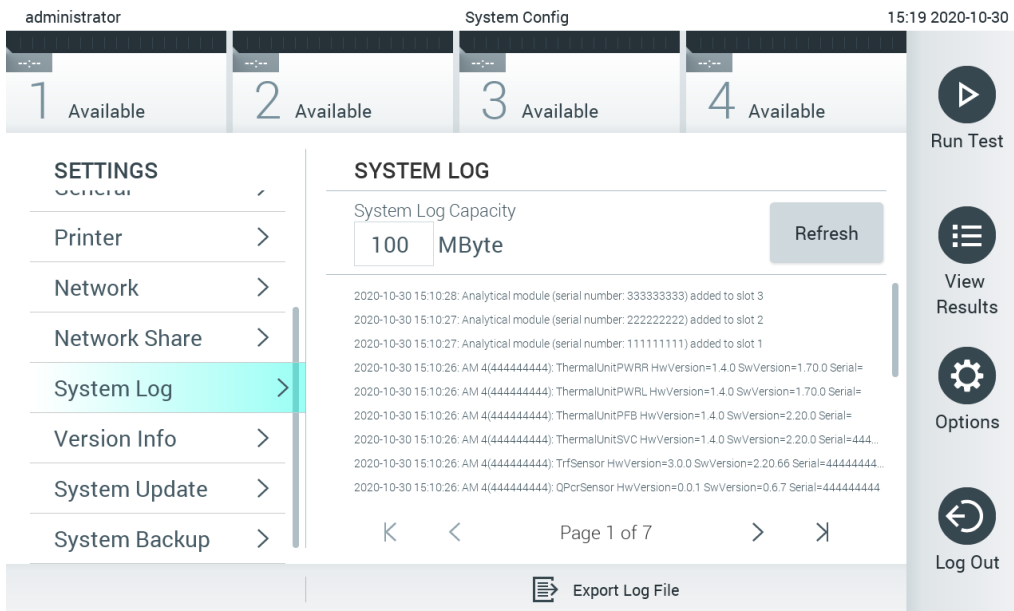 administrator System Config 15:19 2020-10-30
--:-- --:-- --:-- --:--
1 Available 2 Available 3 Available 4 Available
Run Test
View
Results
Options
Log Out
SETTINGS
General
Printer
Network
Network Share
System Log
Version Info
System Update
System Backup
SYSTEM LOG
System Log Capacity
100 MByte
Refresh
2020-10-30 15:10:28: Analytical module (serial number: 333333333) added to slot 3
2020-10-30 15:10:27: Analytical module (serial number: 222222222) added to slot 2
2020-10-30 15:10:27: Analytical module (serial number: 111111111) added to slot 1
2020-10-30 15:10:26: AM 4(444444444): ThermalUnitPWRR HwVersion=1.4.0 SwVersion=1.70.0 Serial=
2020-10-30 15:10:26: AM 4(444444444): ThermalUnitPWRL HwVersion=1.4.0 SwVersion=1.70.0 Serial=
2020-10-30 15:10:26: AM 4(444444444): ThermalUnitPFB HwVersion=1.4.0 SwVersion=2.20.0 Serial=
2020-10-30 15:10:26: AM 4(444444444): ThermalUnitSVC HwVersion=1.4.0 SwVersion=2.20.0 Serial=444...
2020-10-30 15:10:26: AM 4(444444444): TrfSensor HwVersion=3.0.0 SwVersion=2.20.66 Serial=44444444...
2020-10-30 15:10:26: AM 4(444444444): QPcrSensor HwVersion=0.0.1 SwVersion=0.6.7 Serial=444444444
Page 1 of 7
Export Log File